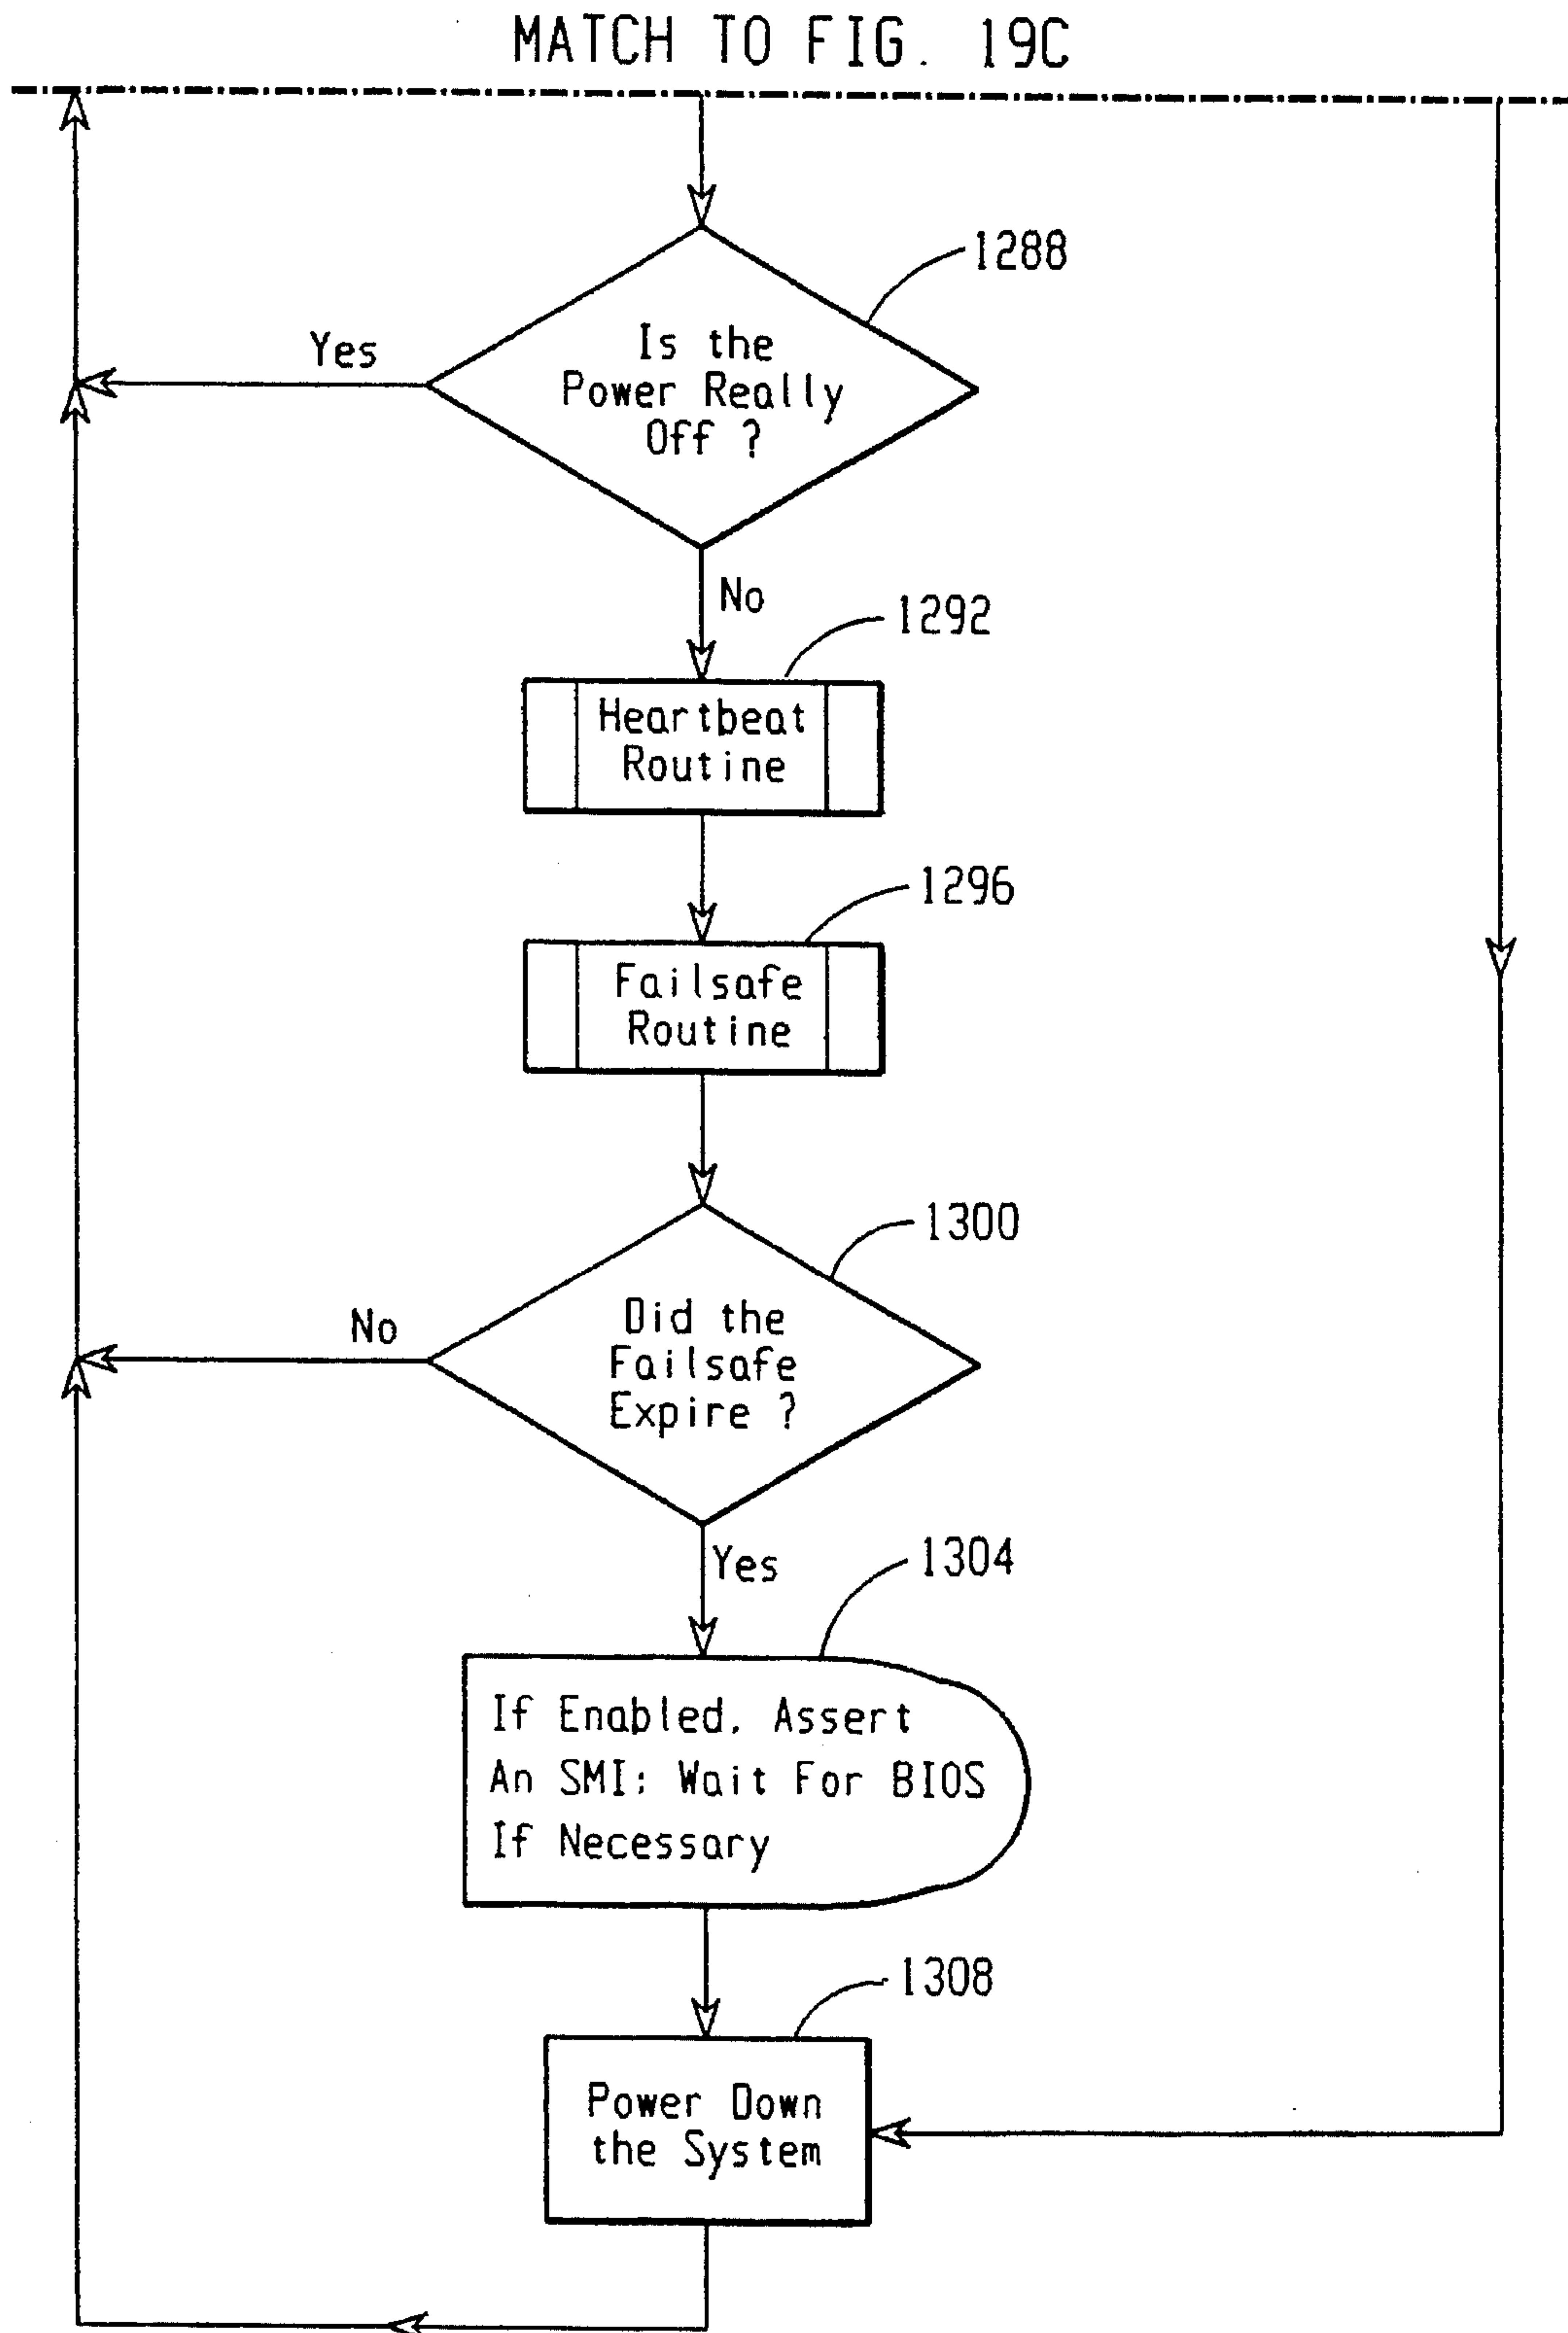 MATCH TO FIG. 19C
1288
Yes
Is the
Power Really
Off ?
No
1292
Heartbeat
Routine
1296
Failsafe
Routine
1300
No
Did the
Failsafe
Expire ?
Yes
1304
If Enabled, Assert
An SMI; Wait For BIOS
If Necessary
1308
Power Down
the System